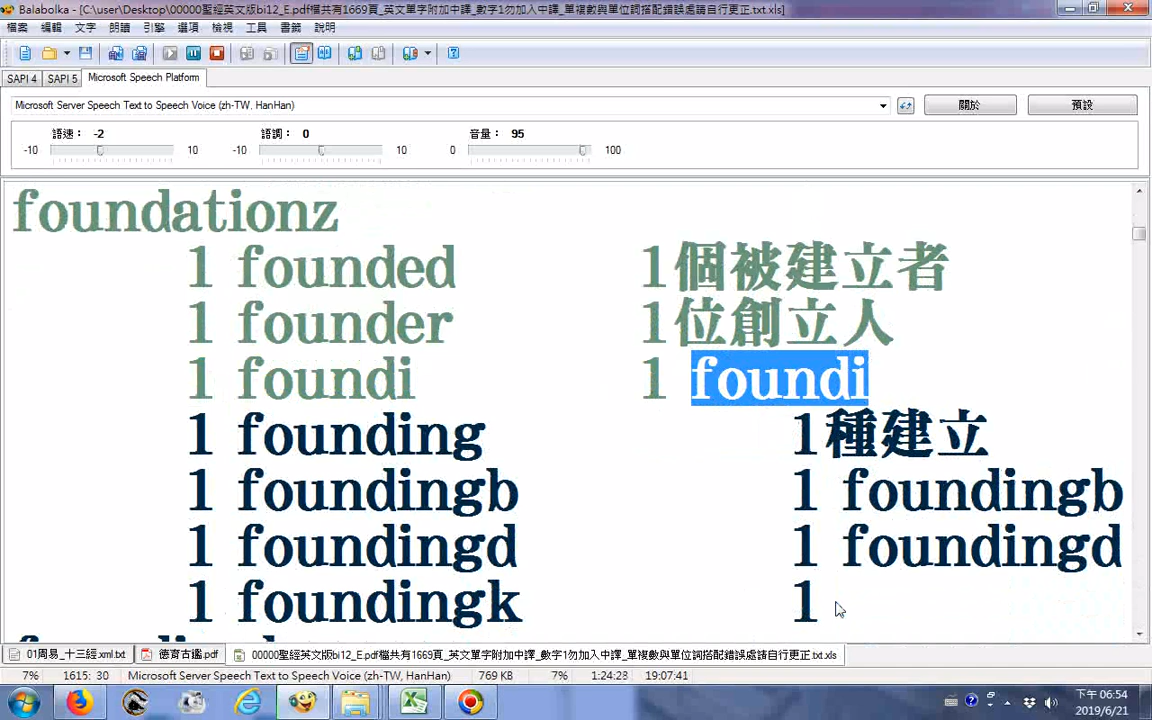 Balabolka - [C:\user\Desktop\00000聖經英文版bi12_E.pdf檔共有1669頁_英文單字附加中譯_數字1勿加入中譯_單複數與單位詞搭配錯誤處請自行更正.txt.xls]
檔案 編輯 文字 朗讀 引擎 選項 檢視 工具 書籤 說明
SAPI 4 SAPI 5 Microsoft Speech Platform
Microsoft Server Speech Text to Speech Voice (zh-TW, HanHan) 關於 預設
語速： -2 語調： 0 音量： 95
-10 10 -10 10 0 100
foundationz
1 founded 1個被建立者
1 founder 1位創立人
1 foundi 1 foundi
1 founding 1種建立
1 foundingb 1 foundingb
1 foundingd 1 foundingd
1 foundingk 1
01周易_十三經.xml.txt 德育古鑑.pdf 00000聖經英文版bi12_E.pdf檔共有1669頁_英文單字附加中譯_數字1勿加入中譯_單複數與單位詞搭配錯誤處請自行更正.txt.xls
7% 1615: 30 Microsoft Server Speech Text to Speech Voice (zh-TW, HanHan) 769 KB 7% 1:24:28 19:07:41
下午 06:54
2019/6/21